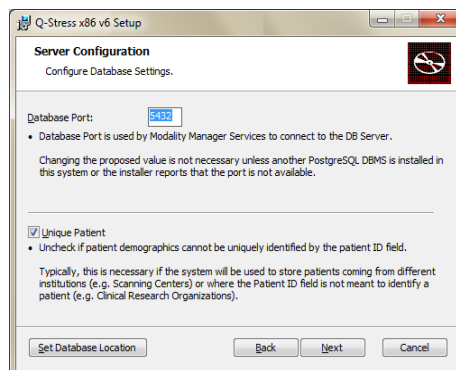 Q-Stress x86 v6 Setup
Server Configuration
Configure Database Settings.
Database Port: 5432
• Database Port is used by Modality Manager Services to connect to the DB Server.
Changing the proposed value is not necessary unless another PostgreSQL DBMS is installed in
this system or the installer reports that the port is not available.
Unique Patient
• Uncheck if patient demographics cannot be uniquely identified by the patient ID field.
Typically, this is necessary if the system will be used to store patients coming from different
institutions (e.g. Scanning Centers) or where the Patient ID field is not meant to identify a
patient (e.g. Clinical Research Organizations).
Set Database Location Back Next Cancel